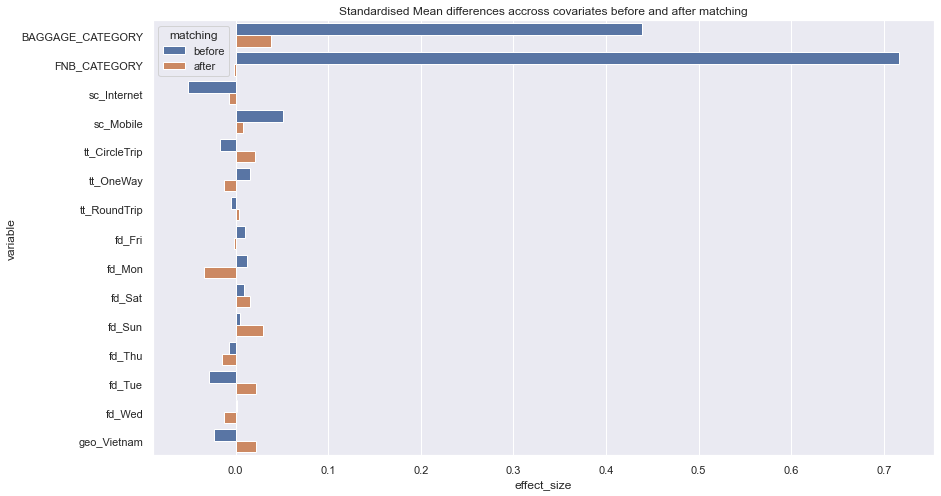 Standardised Mean differences accross covariates before and after matching
matching
before
after
variable
BAGGAGE_CATEGORY
FNB_CATEGORY
sc_Internet
sc_Mobile
tt_CircleTrip
tt_OneWay
tt_RoundTrip
fd_Fri
fd_Mon
fd_Sat
fd_Sun
fd_Thu
fd_Tue
fd_Wed
geo_Vietnam
0.0 0.1 0.2 0.3 0.4 0.5 0.6 0.7
effect_size